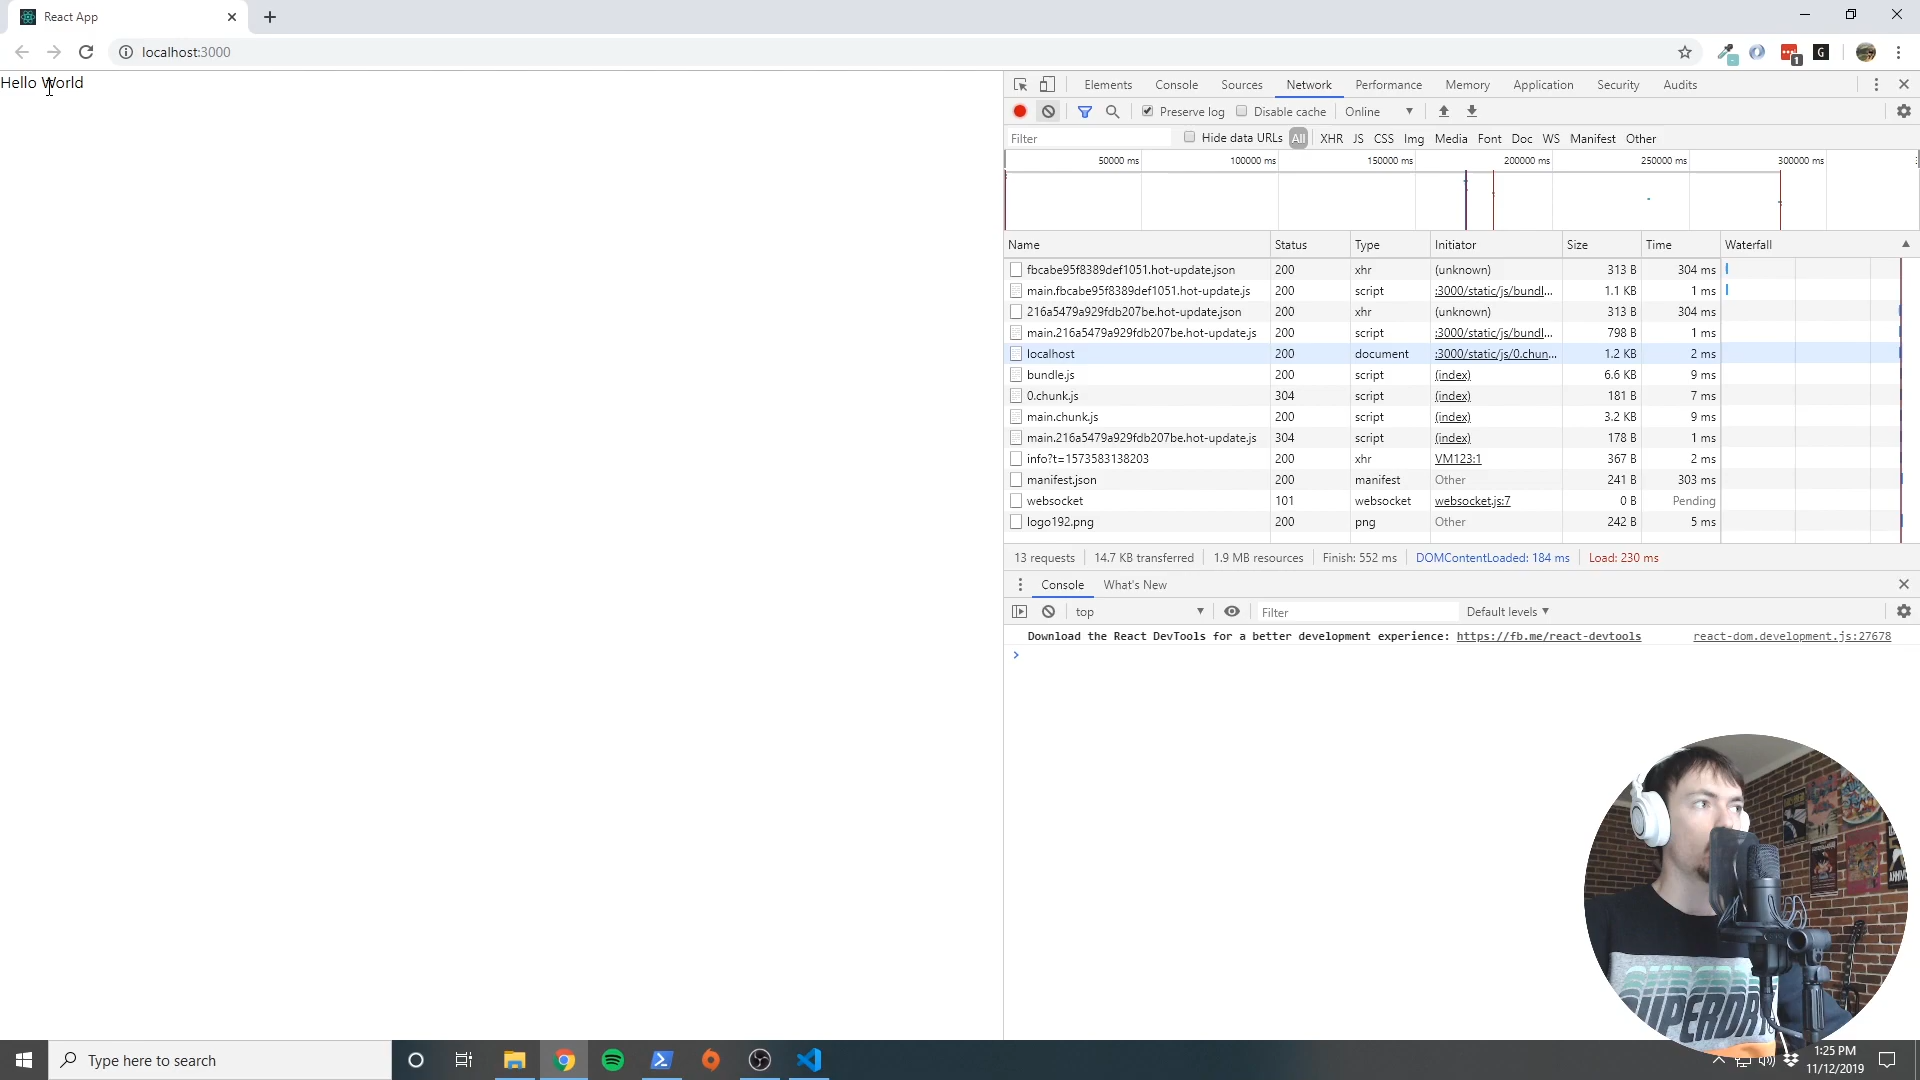 React App
localhost:3000
Hello World
Elements Console Sources Network Performance Memory Application Security Audits
Preserve log Disable cache Online
Filter Hide data URLs All XHR JS CSS Img Media Font Doc WS Manifest Other
50000 ms 100000 ms 150000 ms 200000 ms 250000 ms 300000 ms
Name Status Type Initiator Size Time Waterfall
fbcabe95f8389def1051.hot-update.json 200 xhr (unknown) 313 B 304 ms
main.fbcabe95f8389def1051.hot-update.js 200 script :3000/static/js/bundl... 1.1 KB 1 ms
216a5479a929fdb207be.hot-update.json 200 xhr (unknown) 313 B 304 ms
main.216a5479a929fdb207be.hot-update.js 200 script :3000/static/js/bundl... 798 B 1 ms
localhost 200 document :3000/static/js/0.chun... 1.2 KB 2 ms
bundle.js 200 script (index) 6.6 KB 9 ms
0.chunk.js 304 script (index) 181 B 7 ms
main.chunk.js 200 script (index) 3.2 KB 9 ms
main.216a5479a929fdb207be.hot-update.js 304 script (index) 178 B 1 ms
info?t=1573583138203 200 xhr VM123:1 367 B 2 ms
manifest.json 200 manifest Other 241 B 303 ms
websocket 101 websocket websocket.js:7 0 B Pending
logo192.png 200 png Other 242 B 5 ms
13 requests 14.7 KB transferred 1.9 MB resources Finish: 552 ms DOMContentLoaded: 184 ms Load: 230 ms
Console What's New
top Filter Default levels
Download the React DevTools for a better development experience: https://fb.me/react-devtools react-dom.development.js:27678
SUPERDRY
Type here to search
1:25 PM
11/12/2019